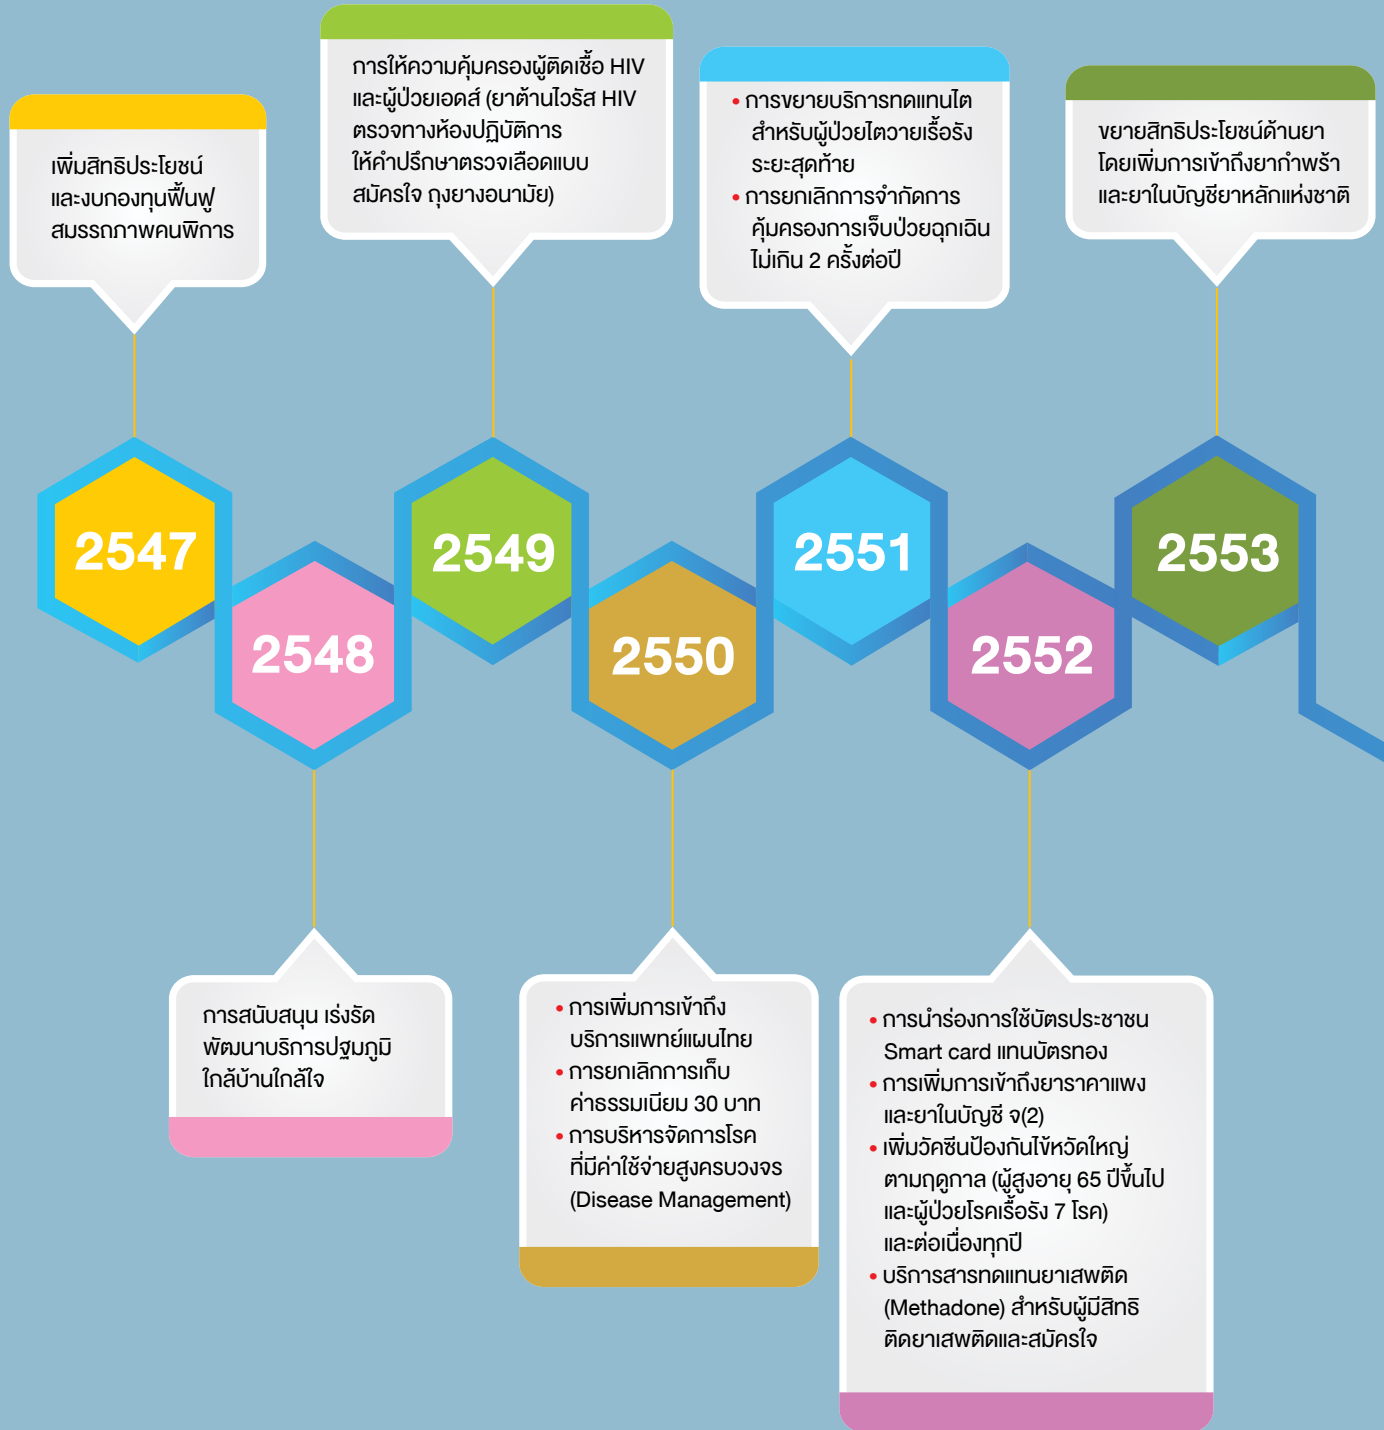 เพิ่มสิทธิประโยชน์
และงบกองทุนฟื้นฟู
สมรรถภาพคนพิการ
การให้ความคุ้มครองผู้ติดเชื้อ HIV
และผู้ป่วยเอดส์ (ยาต้านไวรัส HIV
ตรวจทางห้องปฏิบัติการ
ให้คำปรึกษาตรวจเลือดแบบ
สมัครใจ ถุงยางอนามัย)
• การขยายบริการทดแทนไต
สำหรับผู้ป่วยไตวายเรื้อรัง
ระยะสุดท้าย
• การยกเลิกการจำกัดการ
คุ้มครองการเจ็บป่วยฉุกเฉิน
ไม่เกิน 2 ครั้งต่อปี
ขยายสิทธิประโยชน์ด้านยา
โดยเพิ่มการเข้าถึงยากำพร้า
และยาในบัญชียาหลักแห่งชาติ
2547
2548
2549
2550
2551
2552
2553
การสนับสนุน เร่งรัด
พัฒนาบริการปฐมภูมิ
ใกล้บ้านใกล้ใจ
• การเพิ่มการเข้าถึง
บริการแพทย์แผนไทย
• การยกเลิกการเก็บ
ค่าธรรมเนียม 30 บาท
• การบริหารจัดการโรค
ที่มีค่าใช้จ่ายสูงครบวงจร
(Disease Management)
• การนำร่องการใช้บัตรประชาชน
Smart card แทนบัตรทอง
• การเพิ่มการเข้าถึงยาราคาแพง
และยาในบัญชี จ(2)
• เพิ่มวัคซีนป้องกันไข้หวัดใหญ่
ตามฤดูกาล (ผู้สูงอายุ 65 ปีขึ้นไป
และผู้ป่วยโรคเรื้อรัง 7 โรค)
และต่อเนื่องทุกปี
• บริการสารทดแทนยาเสพติด
(Methadone) สำหรับผู้มีสิทธิ
ติดยาเสพติดและสมัครใจ